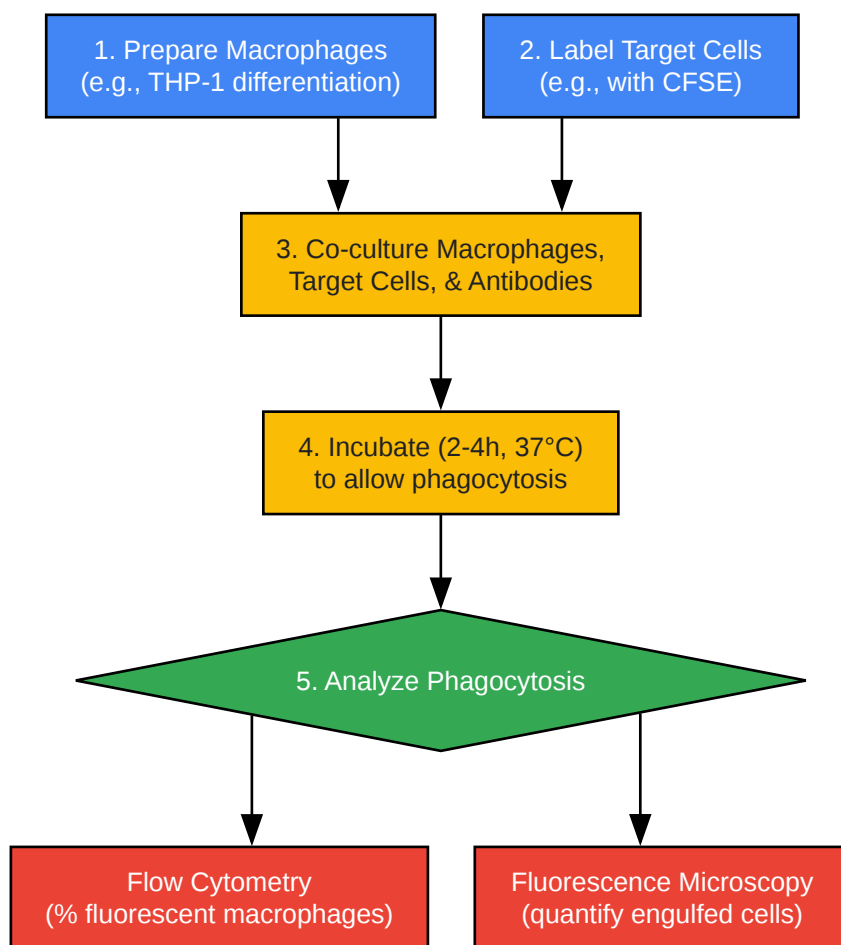 1. Prepare Macrophages
(e.g., THP-1 differentiation)
2. Label Target Cells
(e.g., with CFSE)
3. Co-culture Macrophages,
Target Cells, & Antibodies
4. Incubate (2-4h, 37°C)
to allow phagocytosis
5. Analyze Phagocytosis
Flow Cytometry
(% fluorescent macrophages)
Fluorescence Microscopy
(quantify engulfed cells)